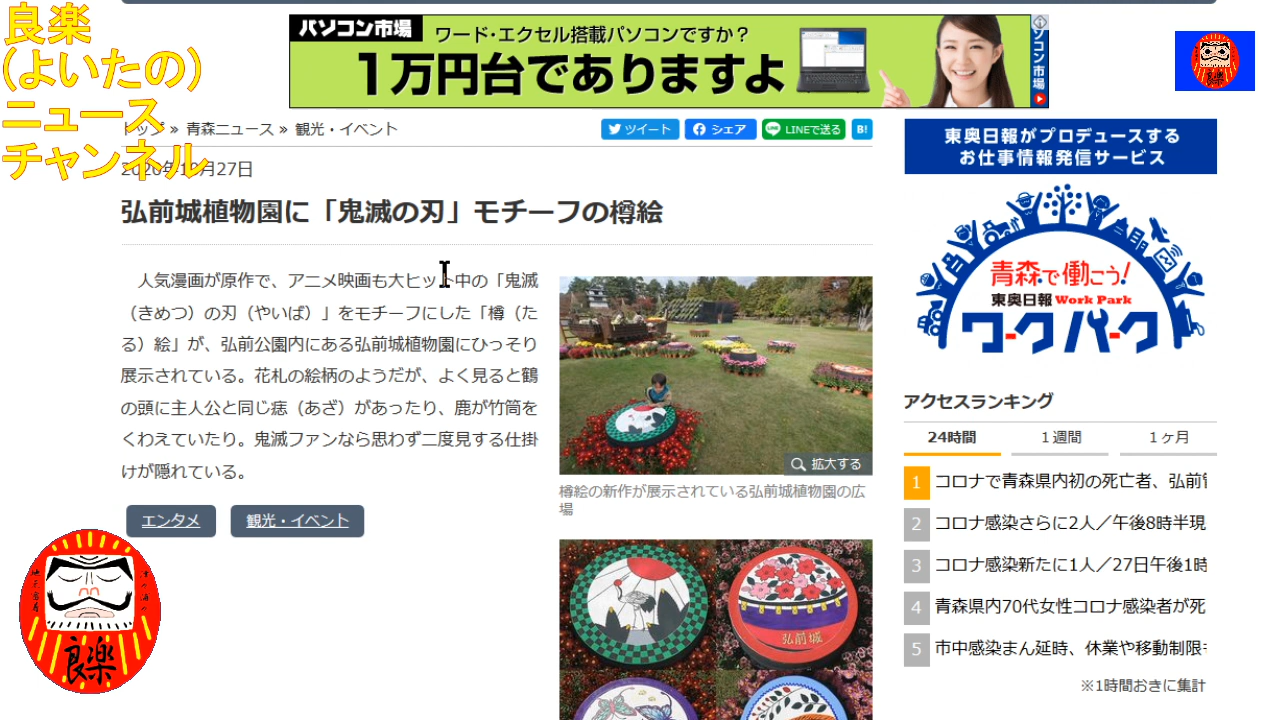 良楽
(よいたの)
ニュース
チャンネル
パソコン市場
ワード･エクセル搭載パソコンですか？
1万円台でありますよ
パソコン市場
トップ » 青森ニュース » 観光・イベント
ツイート
シェア
LINEで送る
B!
2020年10月27日
弘前城植物園に「鬼滅の刃」モチーフの樽絵
人気漫画が原作で、アニメ映画も大ヒット中の「鬼滅
（きめつ）の刃（やいば）」をモチーフにした「樽（た
る）絵」が、弘前公園内にある弘前城植物園にひっそり
展示されている。花札の絵柄のようだが、よく見ると鶴
の頭に主人公と同じ痣（あざ）があったり、鹿が竹筒を
くわえていたり。鬼滅ファンなら思わず二度見する仕掛
けが隠れている。
エンタメ
観光・イベント
拡大する
樽絵の新作が展示されている弘前城植物園の広
場
弘前城
良楽
良楽
東奥日報がプロデュースする
お仕事情報発信サービス
青森で働こう!
東奥日報 Work Park
ワークパーク
アクセスランキング
24時間
１週間
１ヶ月
1 コロナで青森県内初の死亡者、弘前
2 コロナ感染さらに2人／午後8時半現
3 コロナ感染新たに1人／27日午後1時
4 青森県内70代女性コロナ感染者が死
5 市中感染まん延時、休業や移動制限
※1時間おきに集計